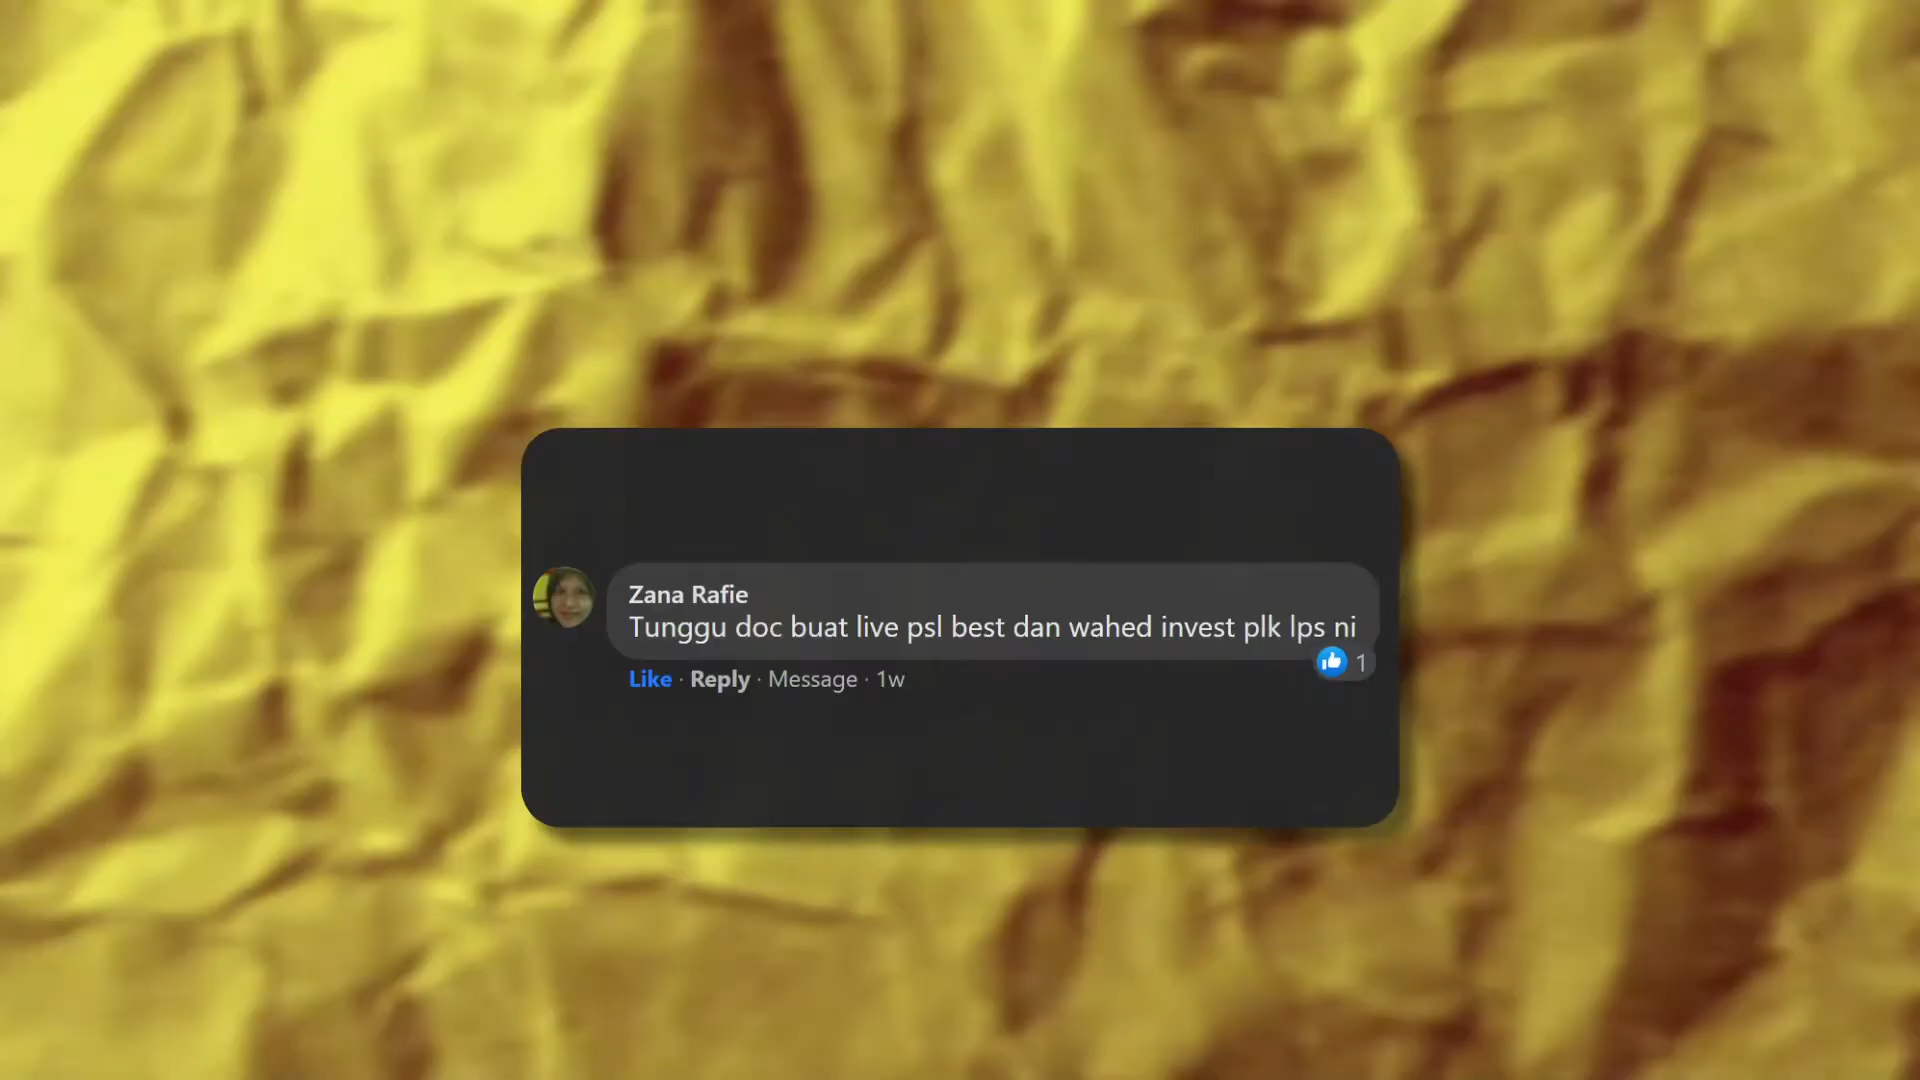 Zana Rafie
Tunggu doc buat live psl best dan wahed invest plk lps ni
1
Like · Reply · Message · 1w